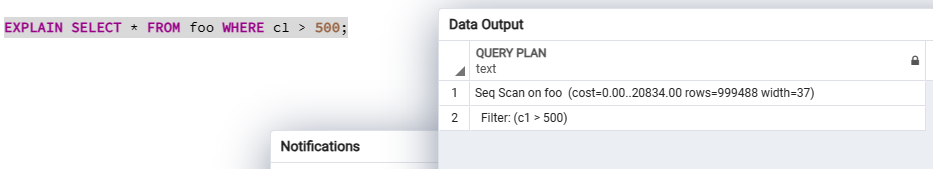 EXPLAIN SELECT * FROM foo WHERE c1 > 500;
Data Output
QUERY PLAN
text
1 Seq Scan on foo (cost=0.00..20834.00 rows=999488 width=37)
2 Filter: (c1 > 500)
Notifications